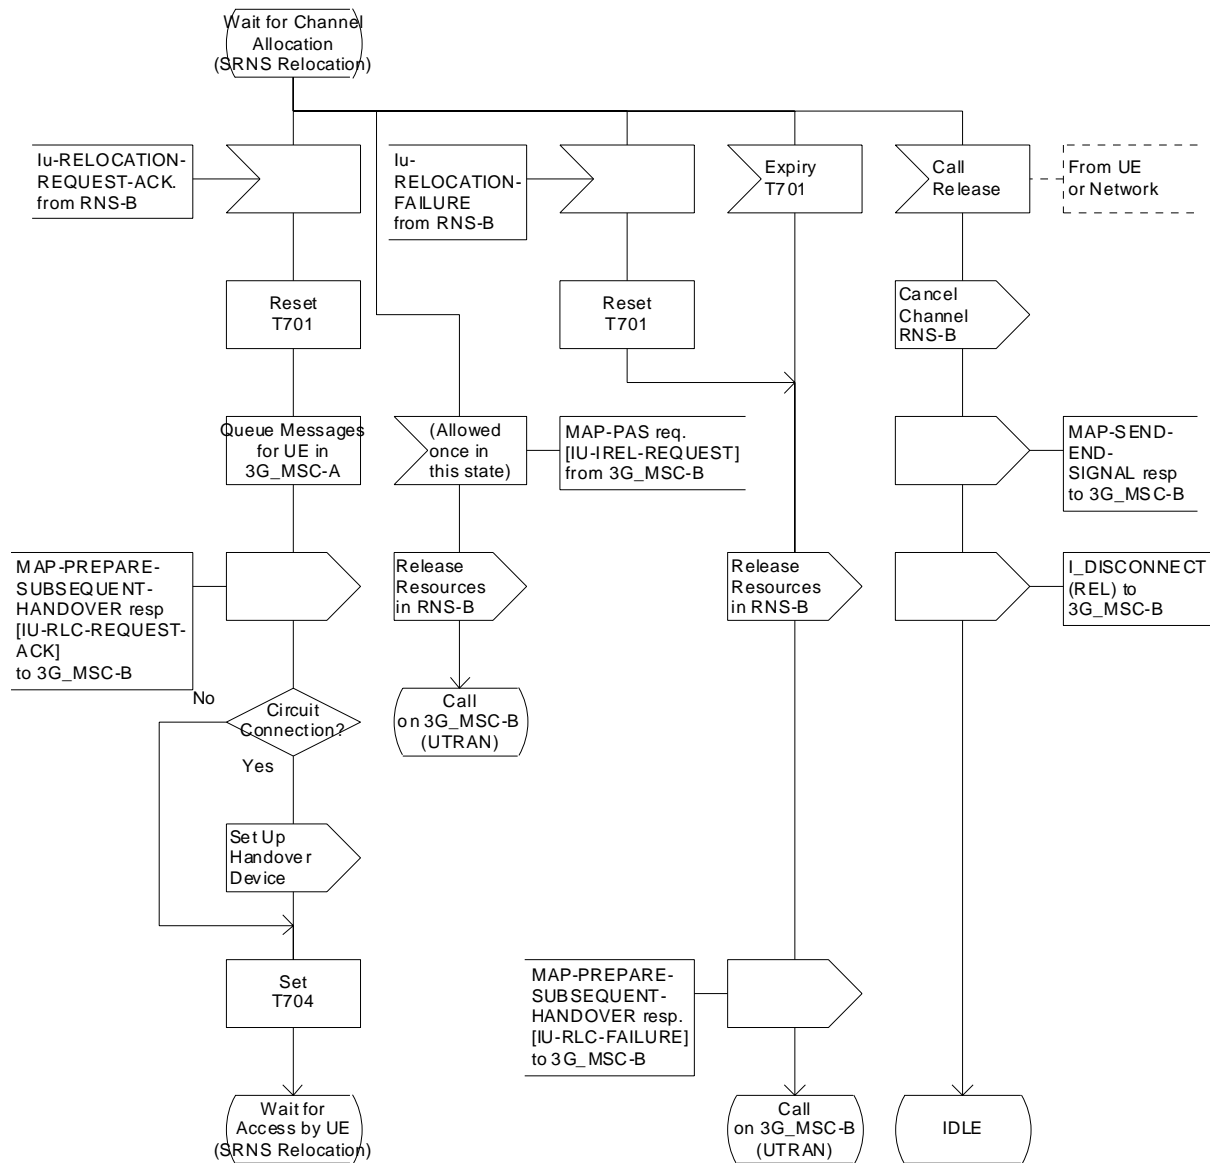 Wait for Channel
Allocation
(SRNS Relocation)
Iu-RELOCATION-
REQUEST-ACK.
from RNS-B
Iu-
RELOCATION-
FAILURE
from RNS-B
Expiry
T701
Call
Release
From UE
or Network
Reset
T701
Reset
T701
Cancel
Channel
RNS-B
Queue Messages
for UE in
3G_MSC-A
(Allowed
once in
this state)
MAP-PAS req.
[IU-IREL-REQUEST]
from 3G_MSC-B
MAP-SEND-
END-
SIGNAL resp
to 3G_MSC-B
MAP-PREPARE-
SUBSEQUENT-
HANDOVER resp
[IU-RLC-REQUEST-
ACK]
to 3G_MSC-B
Release
Resources
in RNS-B
Release
Resources
in RNS-B
I_DISCONNECT
(REL) to
3G_MSC-B
No
Circuit
Connection?
Yes
Call
on 3G_MSC-B
(UTRAN)
Set Up
Handover
Device
Set
T704
MAP-PREPARE-
SUBSEQUENT-
HANDOVER resp.
[IU-RLC-FAILURE]
to 3G_MSC-B
Wait for
Access by UE
(SRNS Relocation)
Call
on 3G_MSC-B
(UTRAN)
IDLE